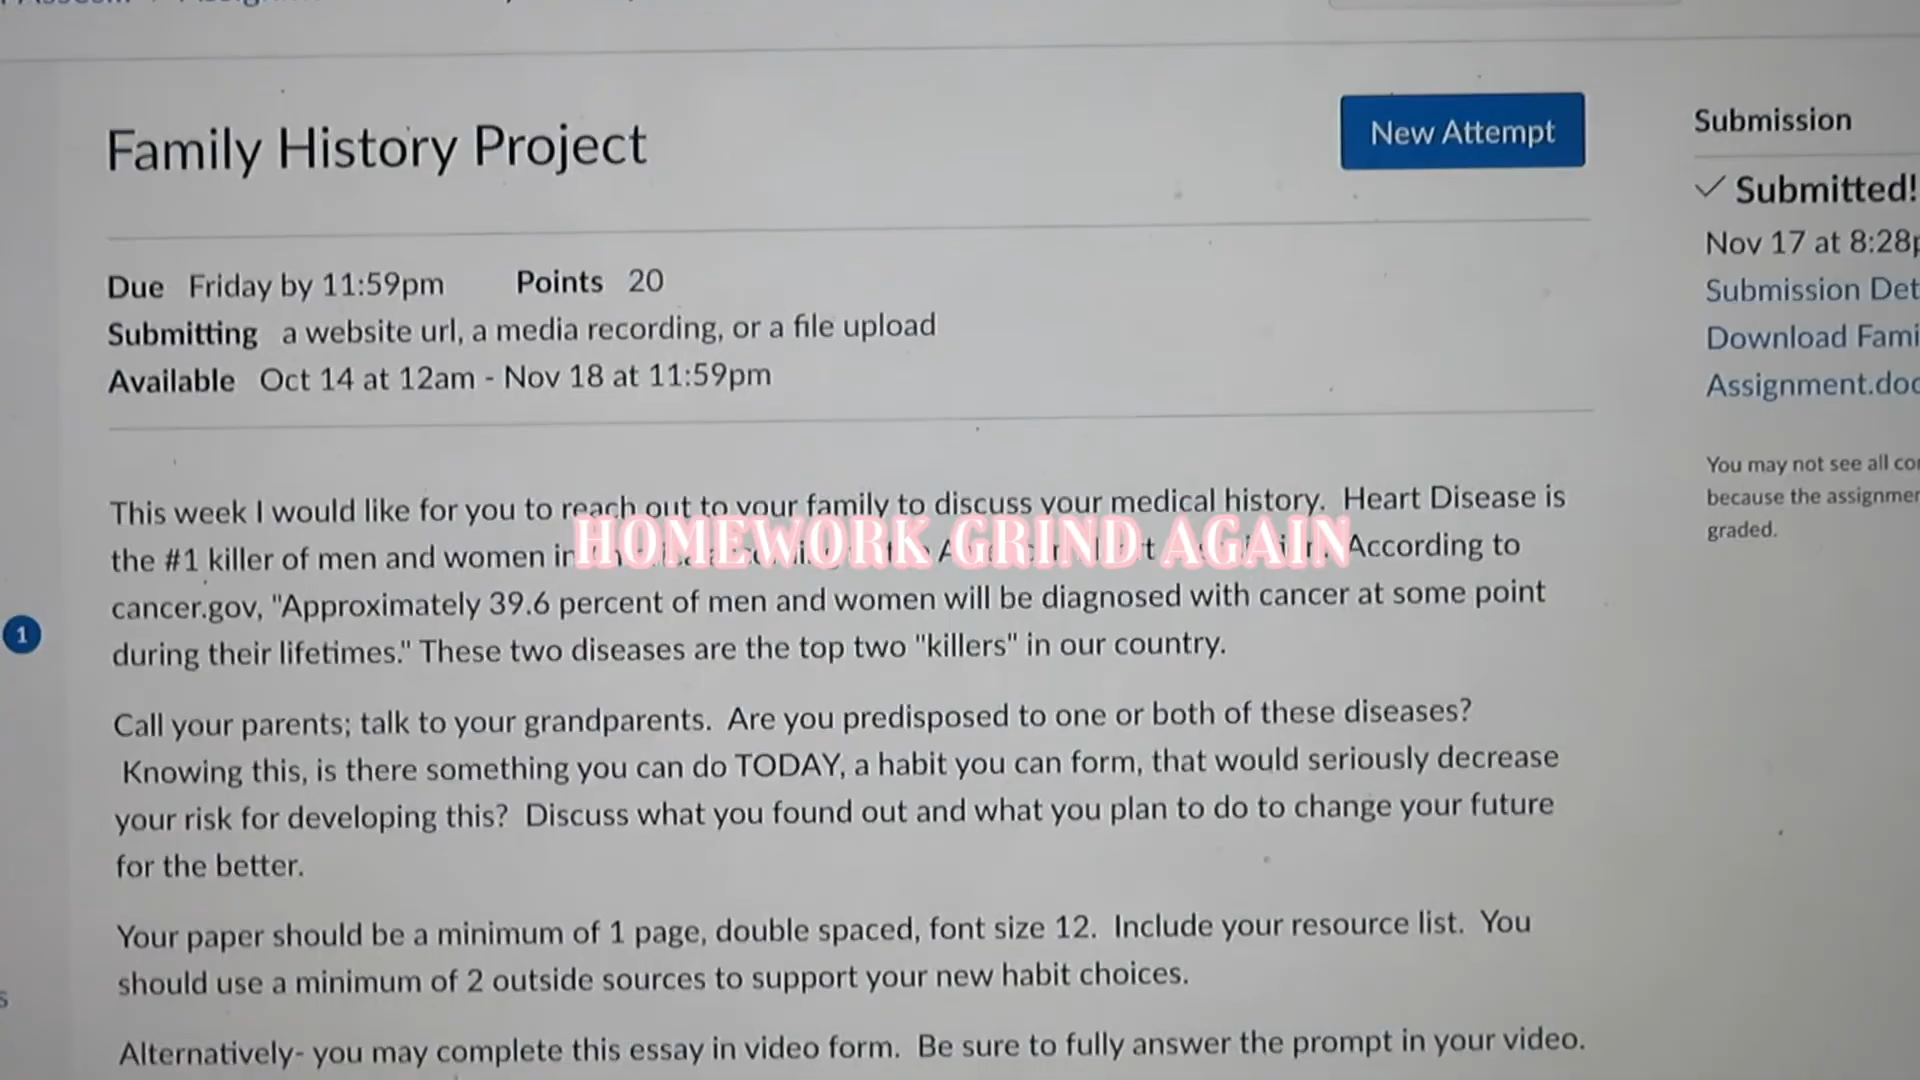 Family History Project
New Attempt
Submission
Submitted!
Nov 17 at 8:28p
Submission Det
Download Fami
Assignment.doc
You may not see all
because the
graded.
Due Friday by 11:59pm Points 20
Submitting a website url, a media recording, or a file upload
Available Oct 14 at 12am - Nov 18 at 11:59pm
This week I would like for you to reach out to your family to discuss your medical history. Heart Disease is
the #1 killer of men and women in According to
HOMEWORK GRIND AGAIN
cancer.gov, "Approximately 39.6 percent of men and women will be diagnosed with cancer at some point
during their lifetimes." These two diseases are the top two "killers" in our country.
1
Call your parents; talk to your grandparents. Are you predisposed to one or both of these diseases?
Knowing this, is there something you can do TODAY, a habit you can form, that would seriously decrease
your risk for developing this? Discuss what you found out and what you plan to do to change your future
for the better.
Your paper should be a minimum of 1 page, double spaced, font size 12. Include your resource list. You
should use a minimum of 2 outside sources to support your new habit choices.
s
Alternatively- you may complete this essay in video form. Be sure to fully answer the prompt in your video.